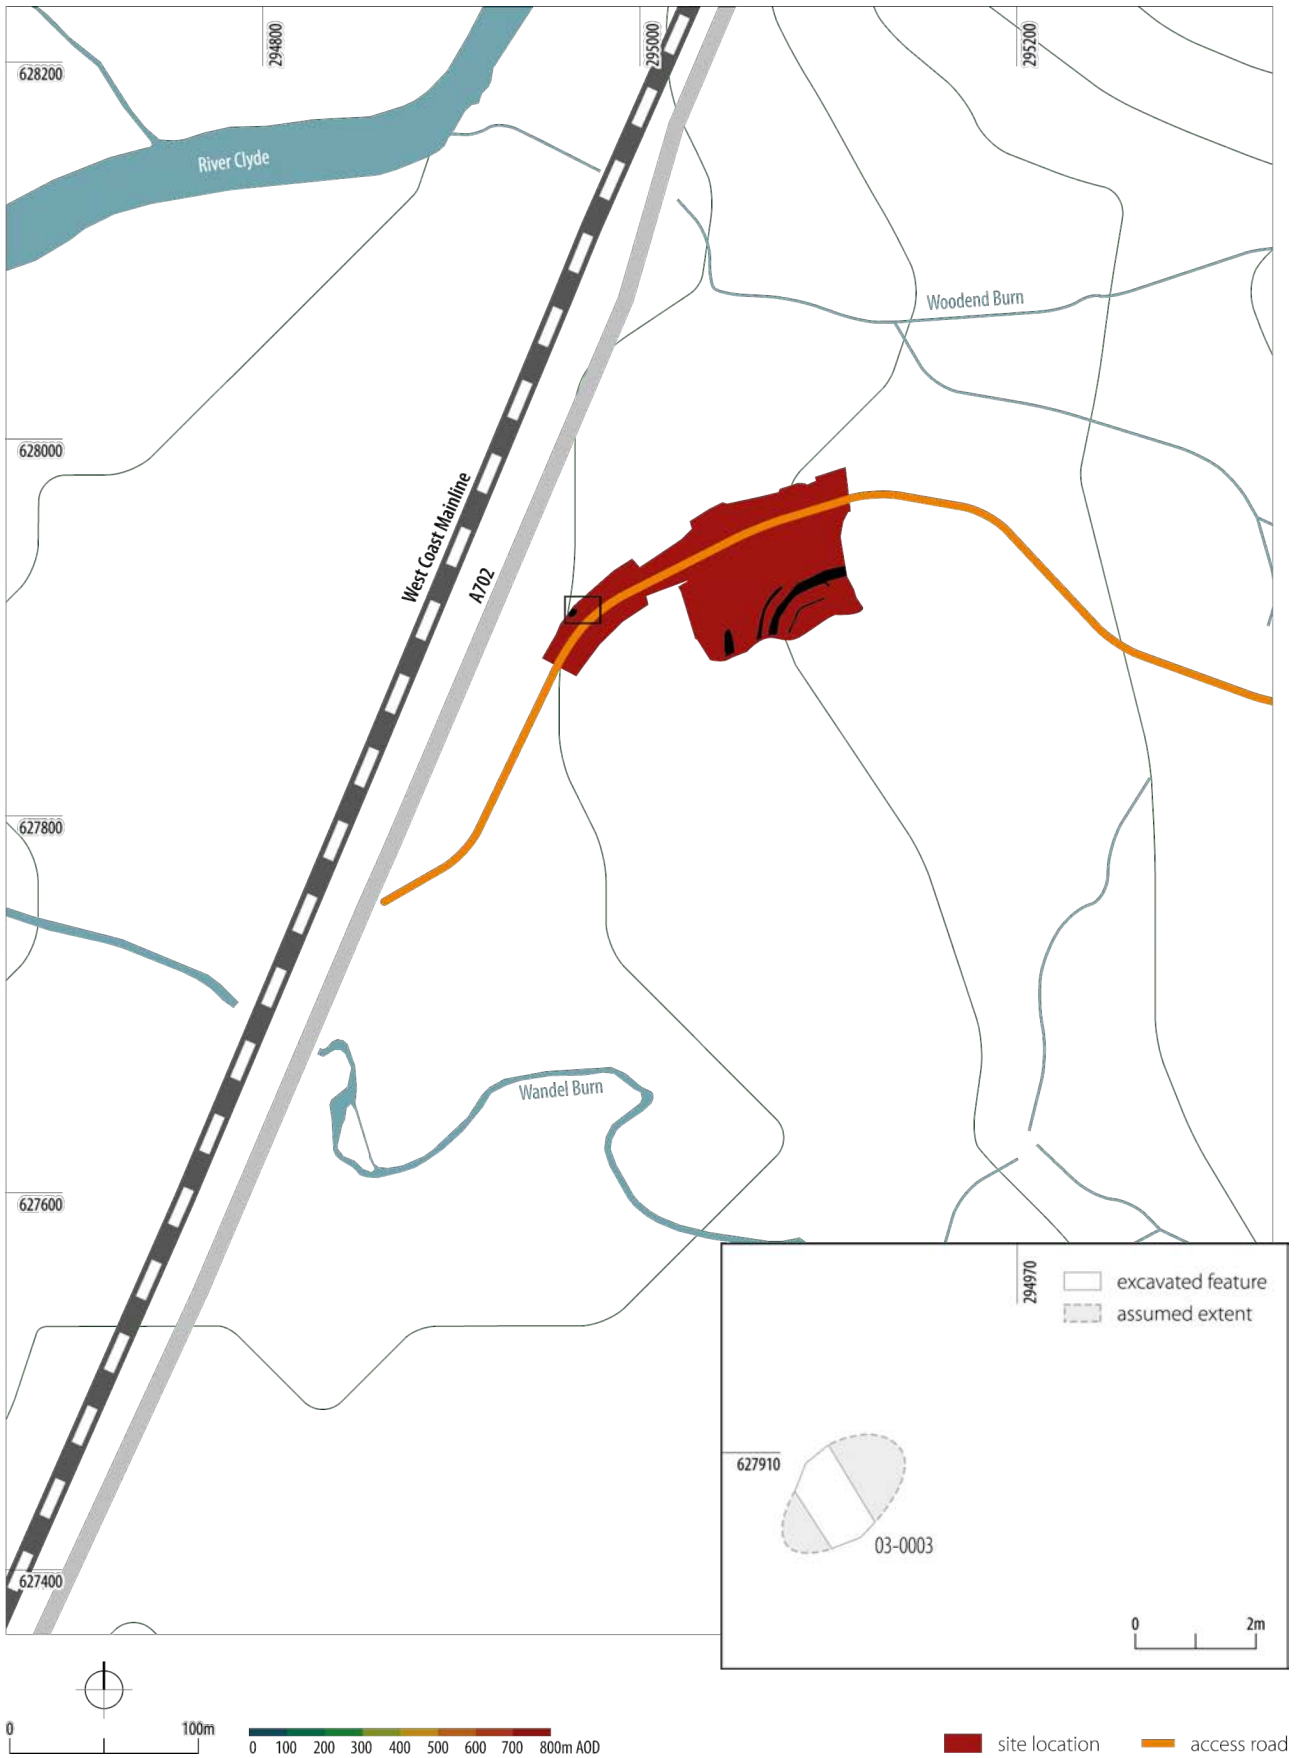 294800
295000
295200
628200
River Clyde
Woodend Burn
628000
West Coast Mainline
A702
627800
Wandel Burn
627600
294970
excavated feature
assumed extent
627910
03-0003
0 2m
627400
0 100m
0 100 200 300 400 500 600 700 800m AOD
site location
access road